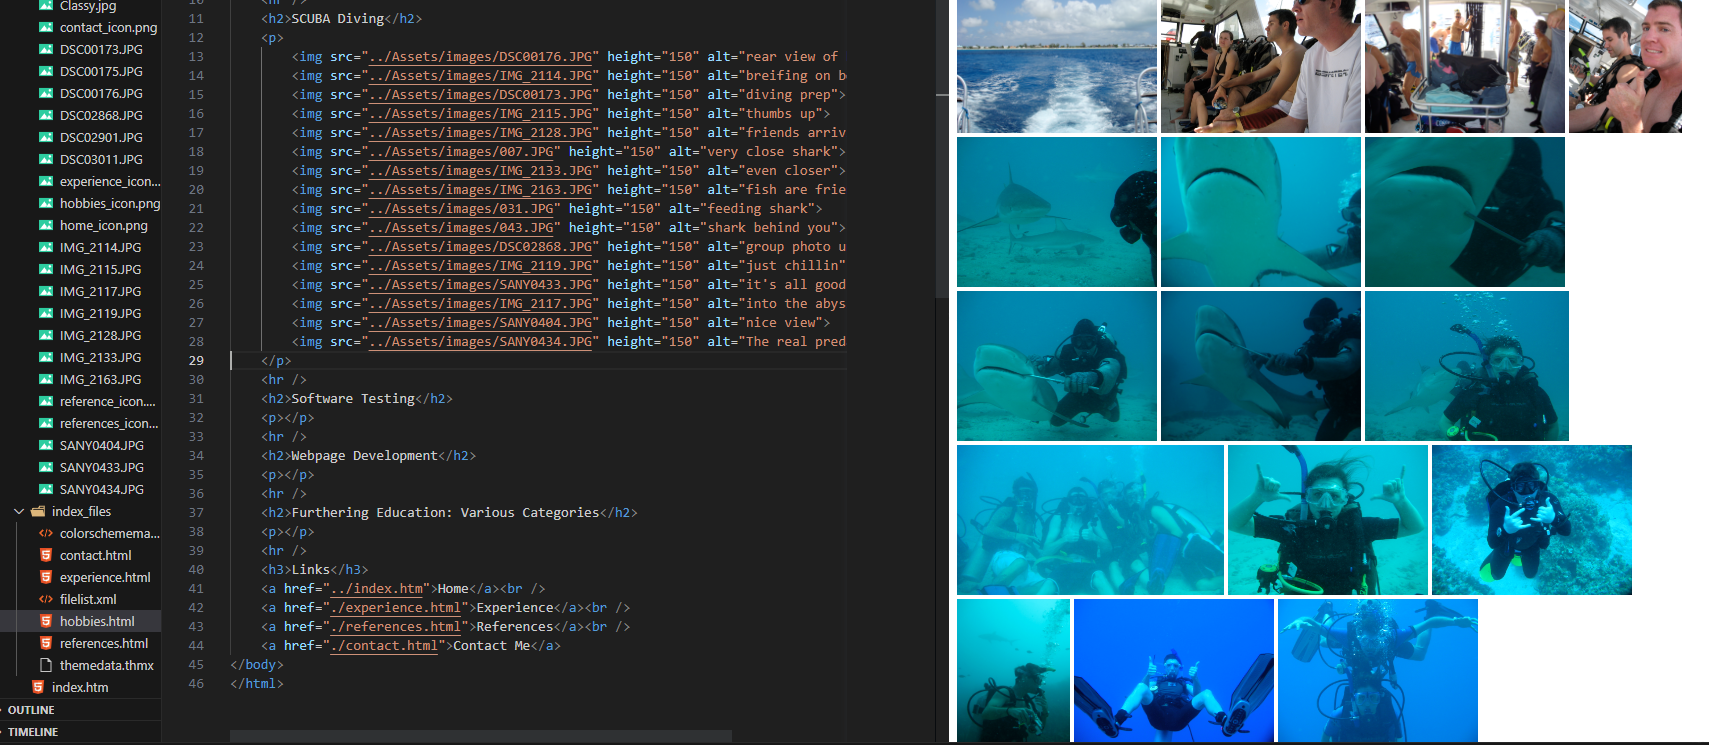 Classy.jpg
contact_icon.png
DSC00173.JPG
DSC00175.JPG
DSC00176.JPG
DSC02868.JPG
DSC02901.JPG
DSC03011.JPG
experience_icon...
hobbies_icon.png
home_icon.png
IMG_2114.JPG
IMG_2115.JPG
IMG_2117.JPG
IMG_2119.JPG
IMG_2128.JPG
IMG_2133.JPG
IMG_2163.JPG
reference_icon....
references_icon...
SANY0404.JPG
SANY0433.JPG
SANY0434.JPG
index_files
colorschemema...
contact.html
experience.html
filelist.xml
hobbies.html
references.html
themedata.thmx
index.htm
OUTLINE
TIMELINE
10 <hr />
11 <h2>SCUBA Diving</h2>
12 <p>
13 <img src="../Assets/images/DSC00176.JPG" height="150" alt="rear view of
14 <img src="../Assets/images/IMG_2114.JPG" height="150" alt="breifing on b
15 <img src="../Assets/images/DSC00173.JPG" height="150" alt="diving prep">
16 <img src="../Assets/images/IMG_2115.JPG" height="150" alt="thumbs up">
17 <img src="../Assets/images/IMG_2128.JPG" height="150" alt="friends arriv
18 <img src="../Assets/images/007.JPG" height="150" alt="very close shark">
19 <img src="../Assets/images/IMG_2133.JPG" height="150" alt="even closer">
20 <img src="../Assets/images/IMG_2163.JPG" height="150" alt="fish are frie
21 <img src="../Assets/images/031.JPG" height="150" alt="feeding shark">
22 <img src="../Assets/images/043.JPG" height="150" alt="shark behind you">
23 <img src="../Assets/images/DSC02868.JPG" height="150" alt="group photo u
24 <img src="../Assets/images/IMG_2119.JPG" height="150" alt="just chillin"
25 <img src="../Assets/images/SANY0433.JPG" height="150" alt="it's all good
26 <img src="../Assets/images/IMG_2117.JPG" height="150" alt="into the abys
27 <img src="../Assets/images/SANY0404.JPG" height="150" alt="nice view">
28 <img src="../Assets/images/SANY0434.JPG" height="150" alt="The real pred
29 </p>
30 <hr />
31 <h2>Software Testing</h2>
32 <p></p>
33 <hr />
34 <h2>Webpage Development</h2>
35 <p></p>
36 <hr />
37 <h2>Furthering Education: Various Categories</h2>
38 <p></p>
39 <hr />
40 <h3>Links</h3>
41 <a href="../index.htm">Home</a><br />
42 <a href="./experience.html">Experience</a><br />
43 <a href="./references.html">References</a><br />
44 <a href="./contact.html">Contact Me</a>
45 </body>
46 </html>